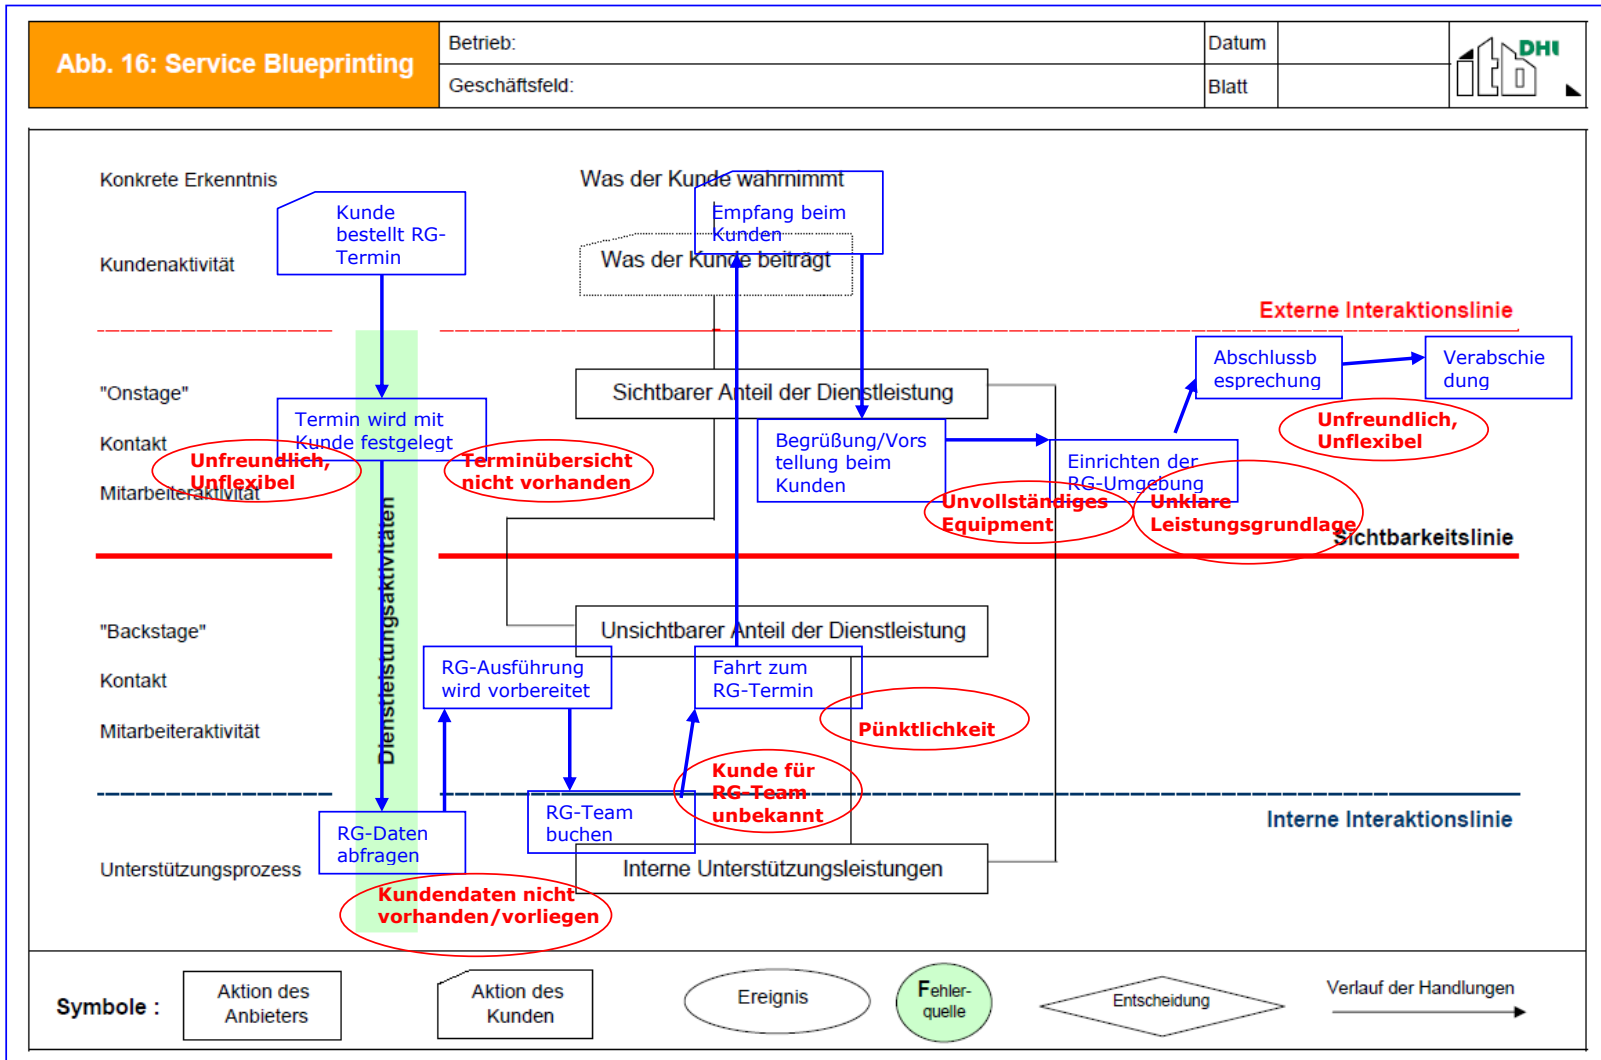 Abb. 16: Service Blueprinting
Betrieb:
Datum
Geschäftsfeld:
Blatt
itb
DHI
Konkrete Erkenntnis
Was der Kunde wahrnimmt
Kunde
bestellt RG-
Termin
Empfang beim
Kunden
Kundenaktivität
Was der Kunde beiträgt
Externe Interaktionslinie
Abschlussb
esprechung
Verabschie
dung
"Onstage"
Sichtbarer Anteil der Dienstleistung
Termin wird mit
Kunde festgelegt
Kontakt
Unfreundlich,
Unflexibel
Terminübersicht
nicht vorhanden
Begrüßung/Vors
tellung beim
Kunden
Einrichten der
RG-Umgebung
Unfreundlich,
Unflexibel
Mitarbeiteraktivität
Unvollständiges
Equipment
Unklare
Leistungsgrundlage
Sichtbarkeitslinie
Dienstleistungsaktivitäten
"Backstage"
Unsichtbarer Anteil der Dienstleistung
RG-Ausführung
wird vorbereitet
Fahrt zum
RG-Termin
Kontakt
Mitarbeiteraktivität
Pünktlichkeit
Kunde für
RG-Team
unbekannt
RG-Daten
abfragen
RG-Team
buchen
Interne Interaktionslinie
Unterstützungsprozess
Interne Unterstützungsleistungen
Kundendaten nicht
vorhanden/vorliegen
Symbole :
Aktion des
Anbieters
Aktion des
Kunden
Ereignis
Fehler-
quelle
Entscheidung
Verlauf der Handlungen